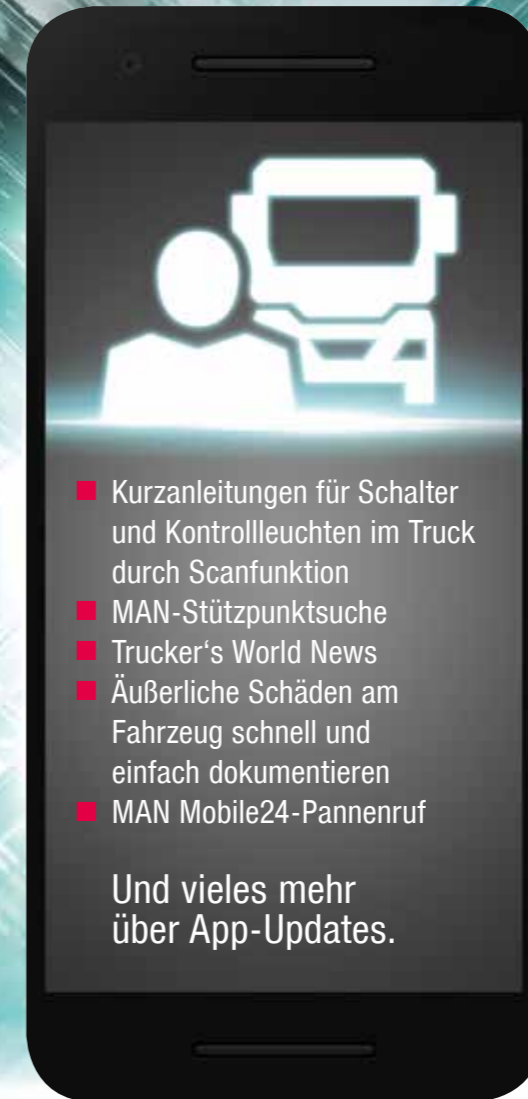 ■ Kurzanleitungen für Schalter
und Kontrollleuchten im Truck
durch Scanfunktion
■ MAN-Stützpunktsuche
■ Trucker‘s World News
■ Äußerliche Schäden am
Fahrzeug schnell und
einfach dokumentieren
■ MAN Mobile24-Pannenruf
Und vieles mehr
über App-Updates.